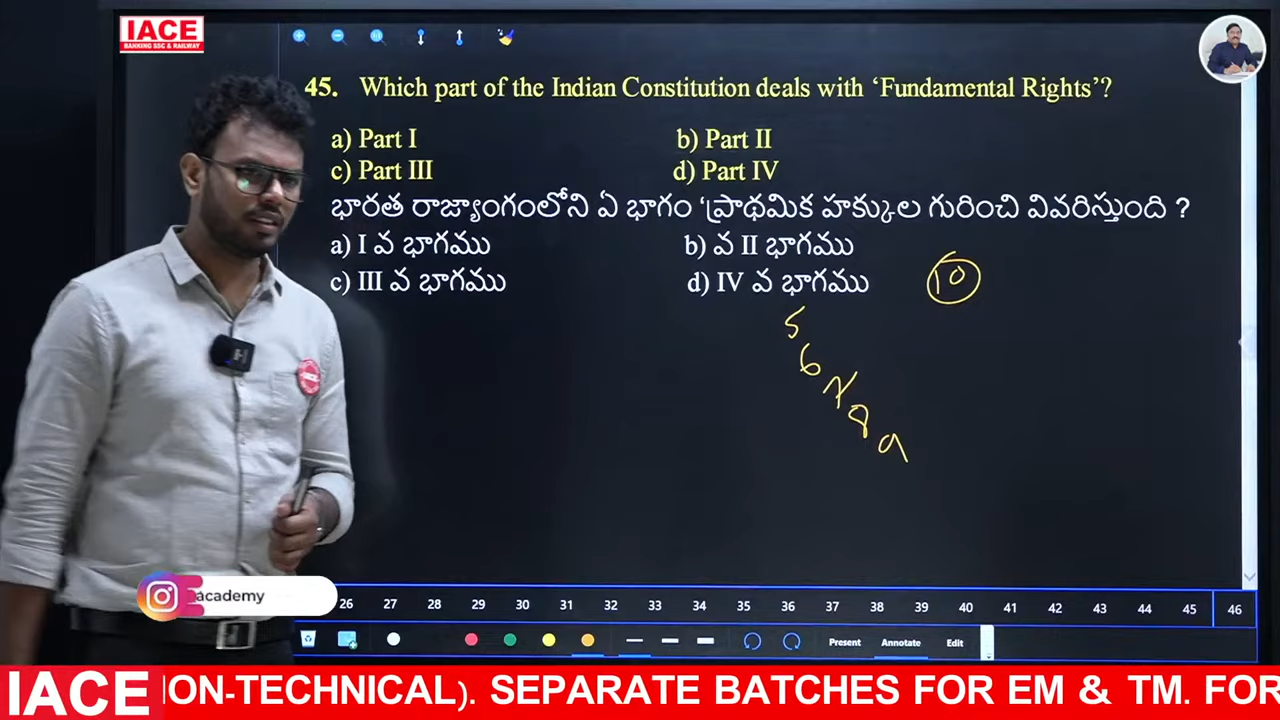 IACE
BANKING SSC & RAILWAY
45. Which part of the Indian Constitution deals with ‘Fundamental Rights’?
a) Part I b) Part II
c) Part III d) Part IV
భారత రాజ్యాంగంలోని ఏ భాగం ‘ప్రాథమిక హక్కుల గురించి వివరిస్తుంది ?
a) I వ భాగము b) వ II భాగము
c) III వ భాగము d) IV వ భాగము
10
5
6
7
8
9
academy
26 27 28 29 30 31 32 33 34 35 36 37 38 39 40 41 42 43 44 45 46
Present Annotate Edit
IACE ION-TECHNICAL). SEPARATE BATCHES FOR EM & TM. FOR